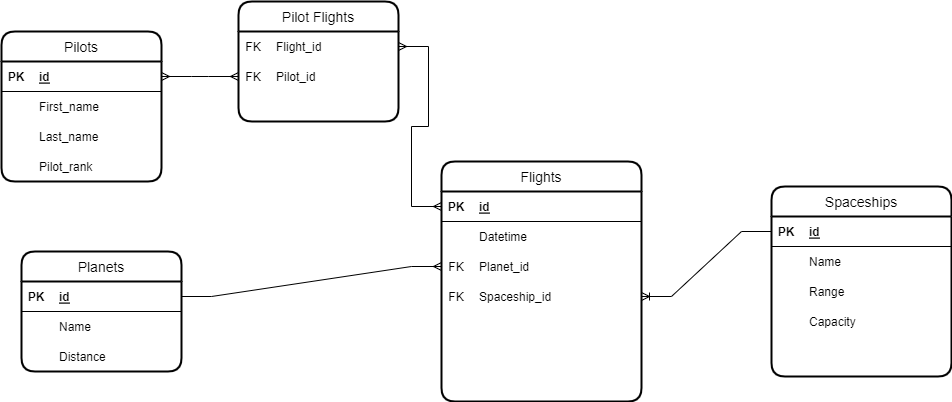 Pilot Flights
FK Flight_id
FK Pilot_id
Pilots
PK id
First_name
Last_name
Pilot_rank
Flights
PK id
Datetime
FK Planet_id
FK Spaceship_id
Spaceships
PK id
Name
Range
Capacity
Planets
PK id
Name
Distance